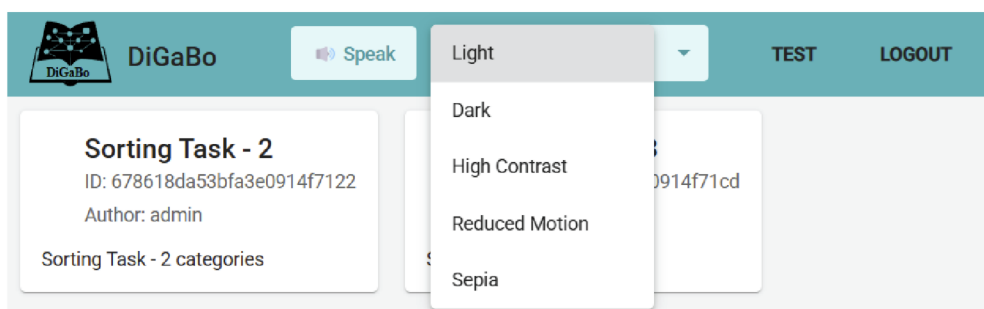 DiGaBo
DiGaBo
Speak
Light
TEST
LOGOUT
Dark
High Contrast
Reduced Motion
Sepia
Sorting Task - 2
ID: 678618da53bfa3e0914f7122
Author: admin
Sorting Task - 2 categories
0914f71cd